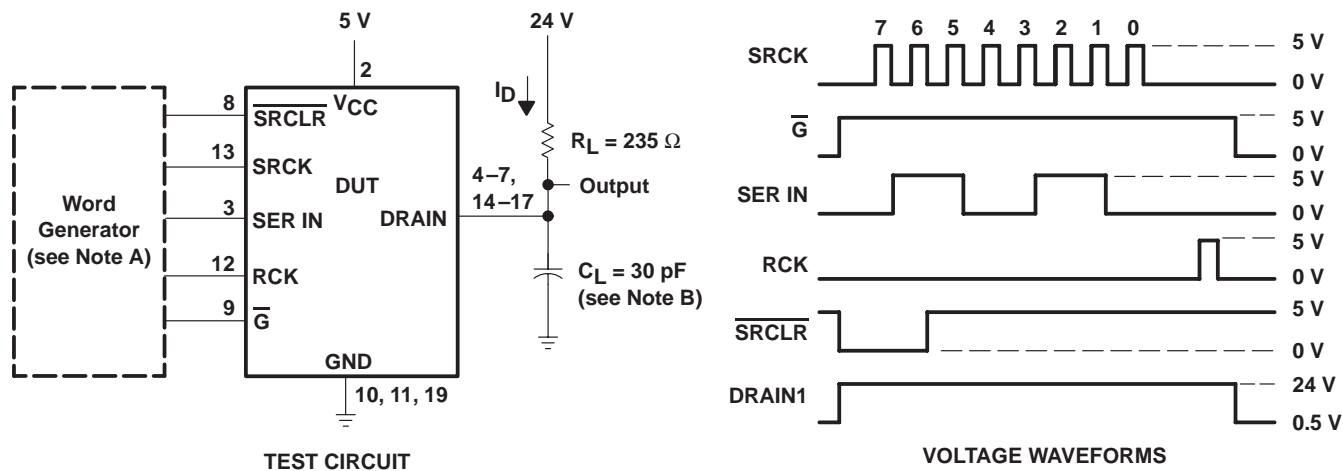 5 V
24 V
2
V_CC
I_D
8
SRCLR
13
SRCK
3
SER IN
12
RCK
9
G
Word
Generator
(see Note A)
DUT
DRAIN
4–7,
14–17
R_L = 235 Ω
Output
C_L = 30 pF
(see Note B)
GND
10, 11, 19
TEST CIRCUIT
7 6 5 4 3 2 1 0
SRCK
5 V
0 V
G
5 V
0 V
SER IN
5 V
0 V
RCK
5 V
0 V
SRCLR
5 V
0 V
DRAIN1
24 V
0.5 V
VOLTAGE WAVEFORMS